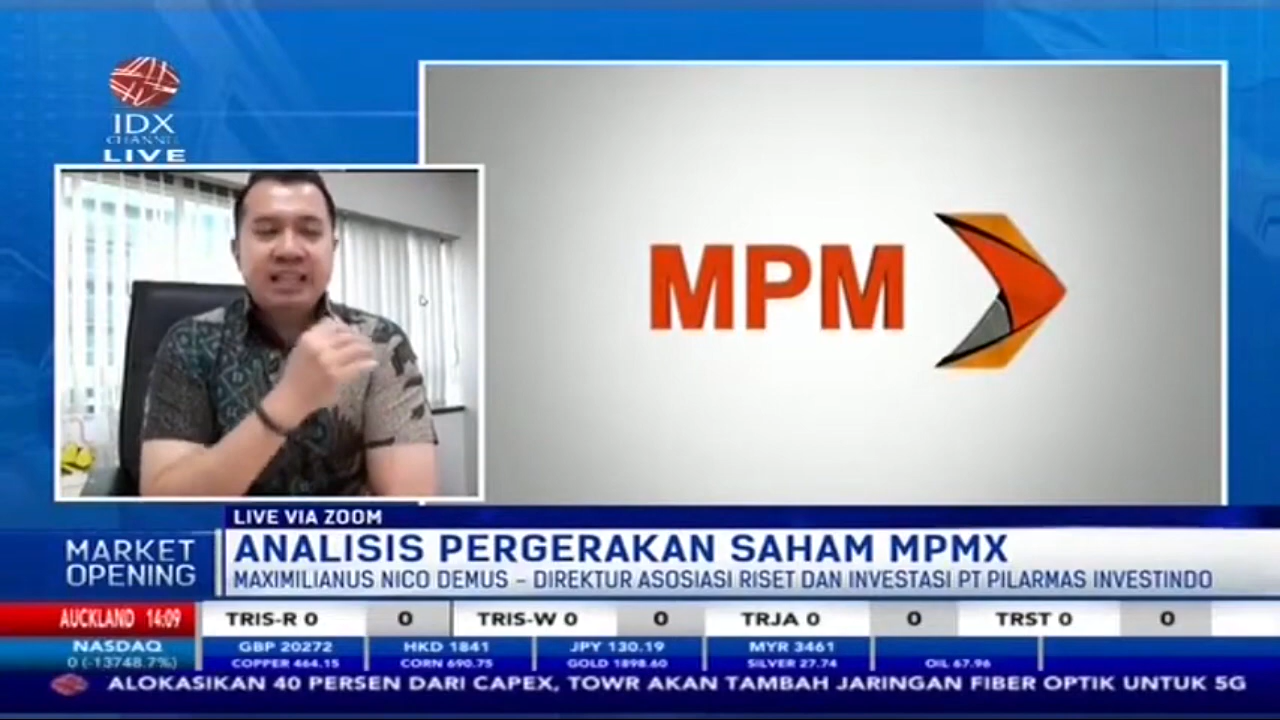 IDX
CHANNEL
LIVE
MPM
LIVE VIA ZOOM
MARKET OPENING
ANALISIS PERGERAKAN SAHAM MPMX
MAXIMILIANUS NICO DEMUS – DIREKTUR ASOSIASI RISET DAN INVESTASI PT PILARMAS INVESTINDO
AUCKLAND 14:09 TRIS-R 0 0 TRIS-W 0 0 TRJA 0 0 TRST 0 0
NASDAQ GBP 20272 HKD 1841 JPY 130.19 MYR 3461
0 (-13748.7%) COPPER 464.15 CORN 690.75 GOLD 1898.60 SILVER 27.74 OIL 67.96
ALOKASIKAN 40 PERSEN DARI CAPEX, TOWR AKAN TAMBAH JARINGAN FIBER OPTIK UNTUK 5G